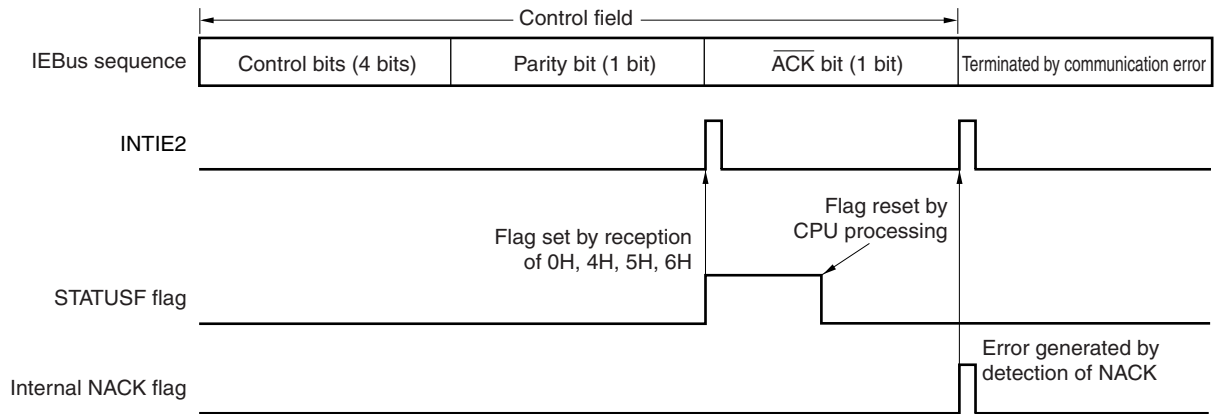 Control field
IEBus sequence
Control bits (4 bits)
Parity bit (1 bit)
ACK bit (1 bit)
Terminated by communication error
INTIE2
Flag set by reception
of 0H, 4H, 5H, 6H
Flag reset by
CPU processing
STATUSF flag
Error generated by
detection of NACK
Internal NACK flag